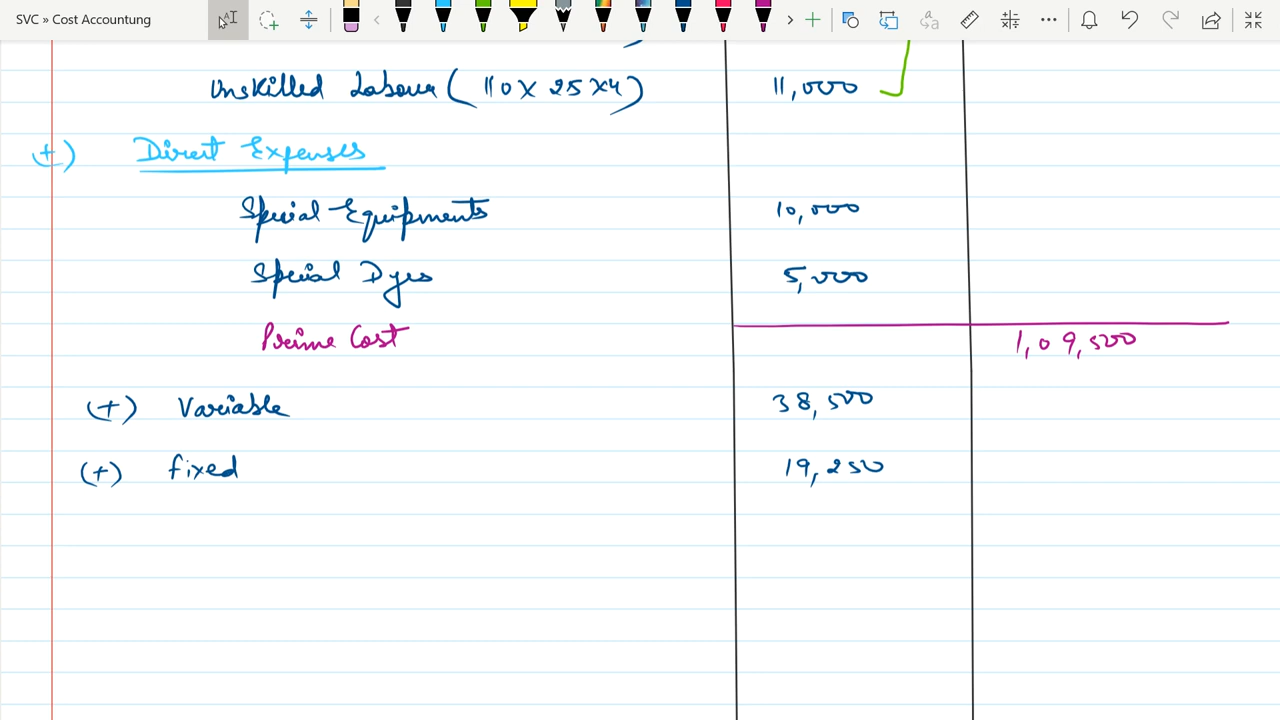 SVC » Cost Accountung
Unskilled Labour ( 110 X 25 X 4 ) 11,000
(+) Direct Expenses
Special Equipments 10,000
Special Dyes 5,000
Prime Cost 1,09,500
(+) Variable 38,500
(+) fixed 19,250